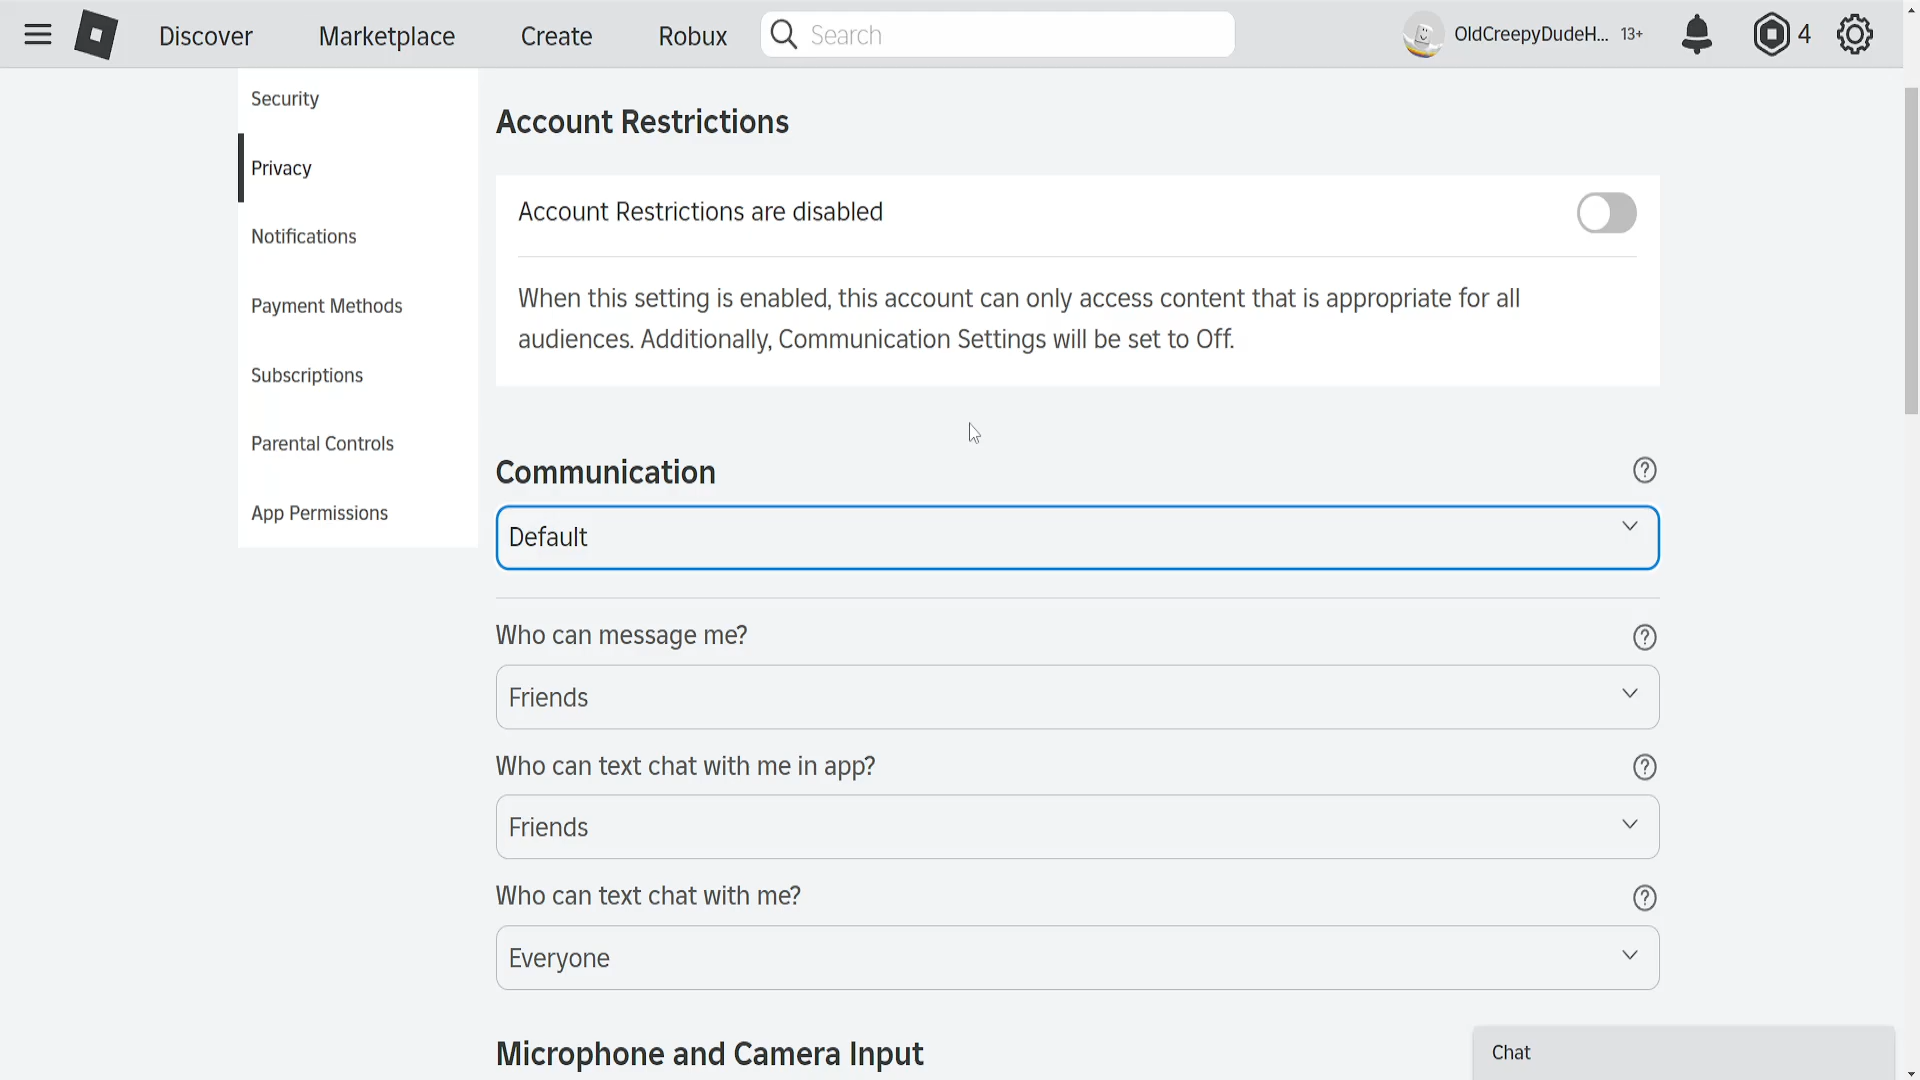 Discover
Marketplace
Create
Robux
Search
OldCreepyDudeH... 13+
4
Security
Privacy
Notifications
Payment Methods
Subscriptions
Parental Controls
App Permissions
Account Restrictions
Account Restrictions are disabled
When this setting is enabled, this account can only access content that is appropriate for all
audiences. Additionally, Communication Settings will be set to Off.
Communication
Default
Who can message me?
Friends
Who can text chat with me in app?
Friends
Who can text chat with me?
Everyone
Microphone and Camera Input
Chat